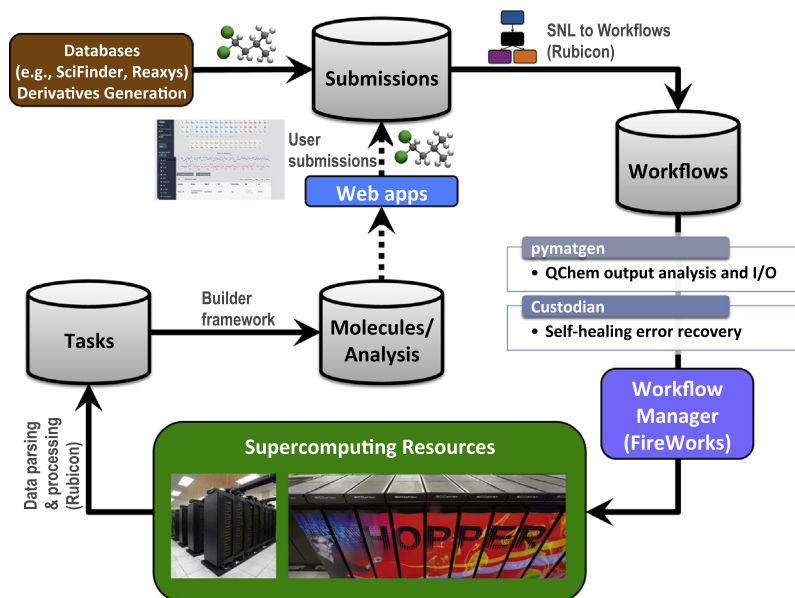 Databases
(e.g., SciFinder, Reaxys)
Derivatives Generation
Submissions
SNL to Workflows
(Rubicon)
User
submissions
Web apps
Workflows
pymatgen
• QChem output analysis and I/O
Custodian
• Self-healing error recovery
Builder
framework
Tasks
Molecules/
Analysis
Workflow
Manager
(FireWorks)
Data parsing
& processing
(Rubicon)
Supercomputing Resources
HOPPER